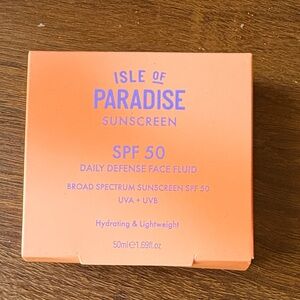 ISLE OF
PARADISE
SUNSCREEN
SPF 50
DAILY DEFENSE FACE FLUID
BROAD SPECTRUM SUNSCREEN SPF 50
UVA + UVB
Hydrating & Lightweight
50ml℮1.69fl.oz